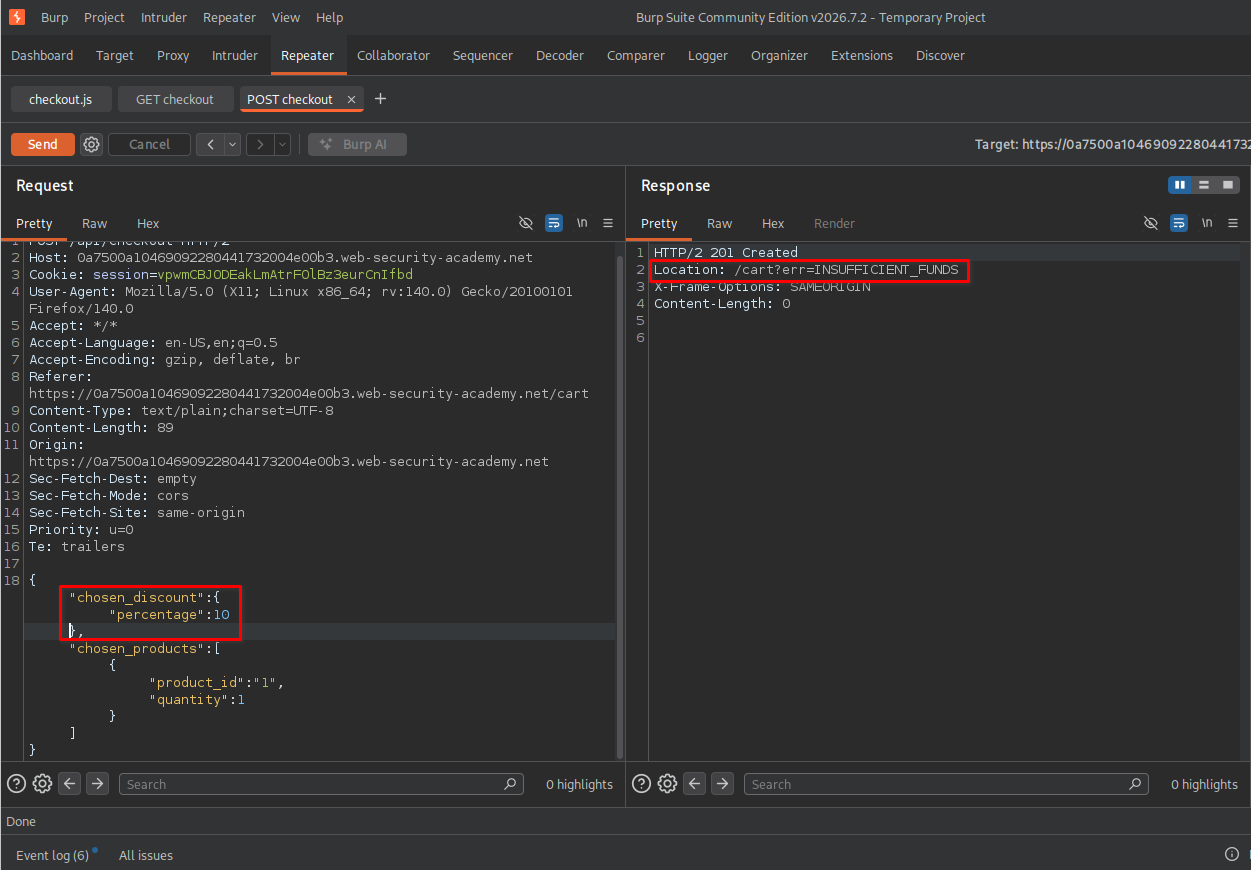 Burp Project Intruder Repeater View Help Burp Suite Community Edition v2026.7.2 - Temporary Project
Dashboard Target Proxy Intruder Repeater Collaborator Sequencer Decoder Comparer Logger Organizer Extensions Discover
checkout.js GET checkout POST checkout × +
Send Cancel < > Burp AI Target: https://0a7500a10469092280441732
Request
Pretty Raw Hex \n
1 POST /api/checkout HTTP/2
2 Host: 0a7500a10469092280441732004e00b3.web-security-academy.net
3 Cookie: session=vpwmCBJ0DEakLmAtrF0lBz3eurCnIfbd
4 User-Agent: Mozilla/5.0 (X11; Linux x86_64; rv:140.0) Gecko/20100101
Firefox/140.0
5 Accept: */*
6 Accept-Language: en-US,en;q=0.5
7 Accept-Encoding: gzip, deflate, br
8 Referer:
https://0a7500a10469092280441732004e00b3.web-security-academy.net/cart
9 Content-Type: text/plain;charset=UTF-8
10 Content-Length: 89
11 Origin:
https://0a7500a10469092280441732004e00b3.web-security-academy.net
12 Sec-Fetch-Dest: empty
13 Sec-Fetch-Mode: cors
14 Sec-Fetch-Site: same-origin
15 Priority: u=0
16 Te: trailers
17
18 {
"chosen_discount":{
"percentage":10
},
"chosen_products":[
{
"product_id":"1",
"quantity":1
}
]
}
Search 0 highlights
Response
Pretty Raw Hex Render \n
1 HTTP/2 201 Created
2 Location: /cart?err=INSUFFICIENT_FUNDS
3 X-Frame-Options: SAMEORIGIN
4 Content-Length: 0
5
6
Search 0 highlights
Done
Event log (6) All issues